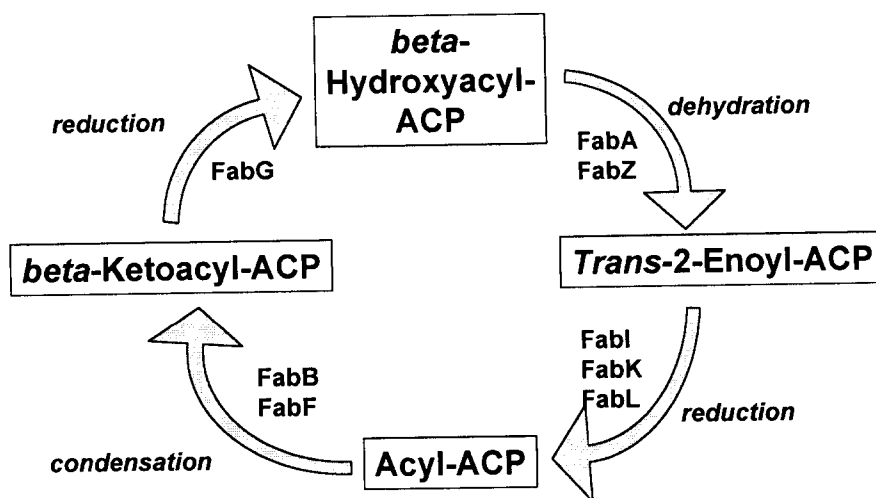 beta-
Hydroxyacyl-
ACP
reduction
dehydration
FabG
FabA
FabZ
beta-Ketoacyl-ACP
Trans-2-Enoyl-ACP
FabB
FabF
FabI
FabK
FabL
condensation
Acyl-ACP
reduction